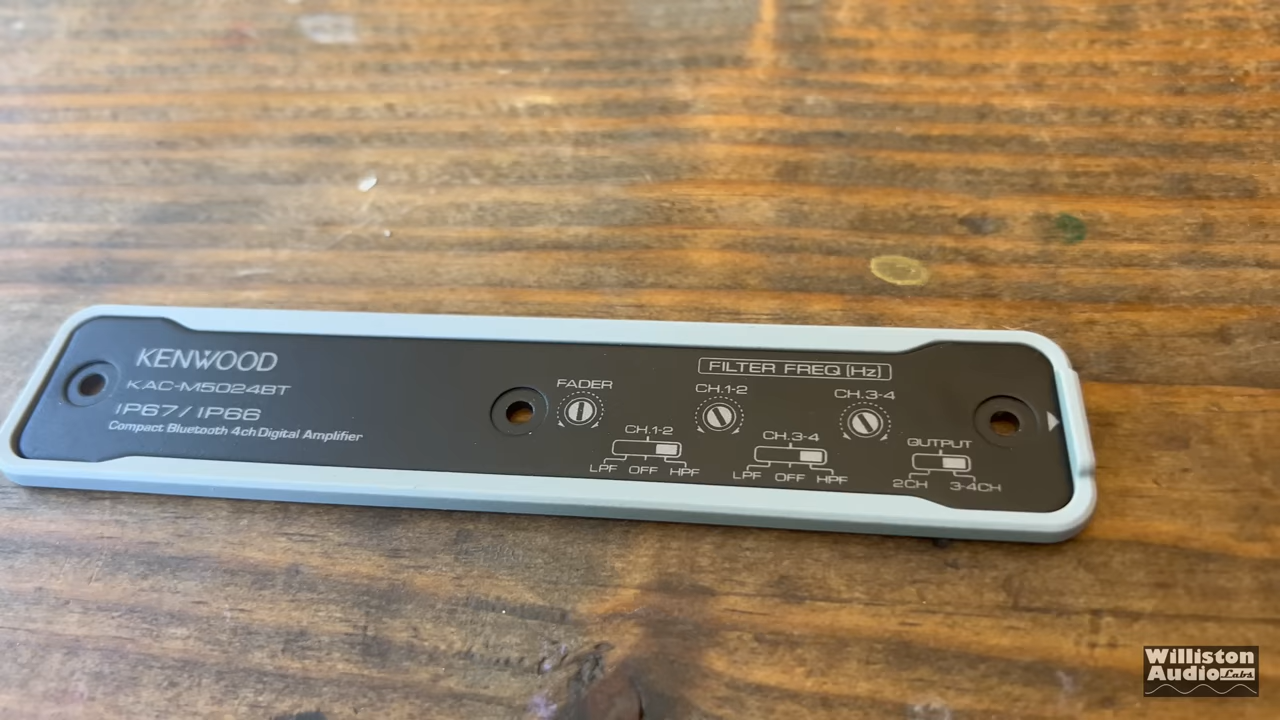 KENWOOD
KAC-M5024BT
IP67/IP66
Compact Bluetooth 4ch Digital Amplifier
FILTER FREQ (Hz)
FADER
CH.1-2
CH.3-4
CH.1-2
LPF OFF HPF
CH.3-4
LPF OFF HPF
OUTPUT
2CH 3-4CH
Williston
Audio Labs